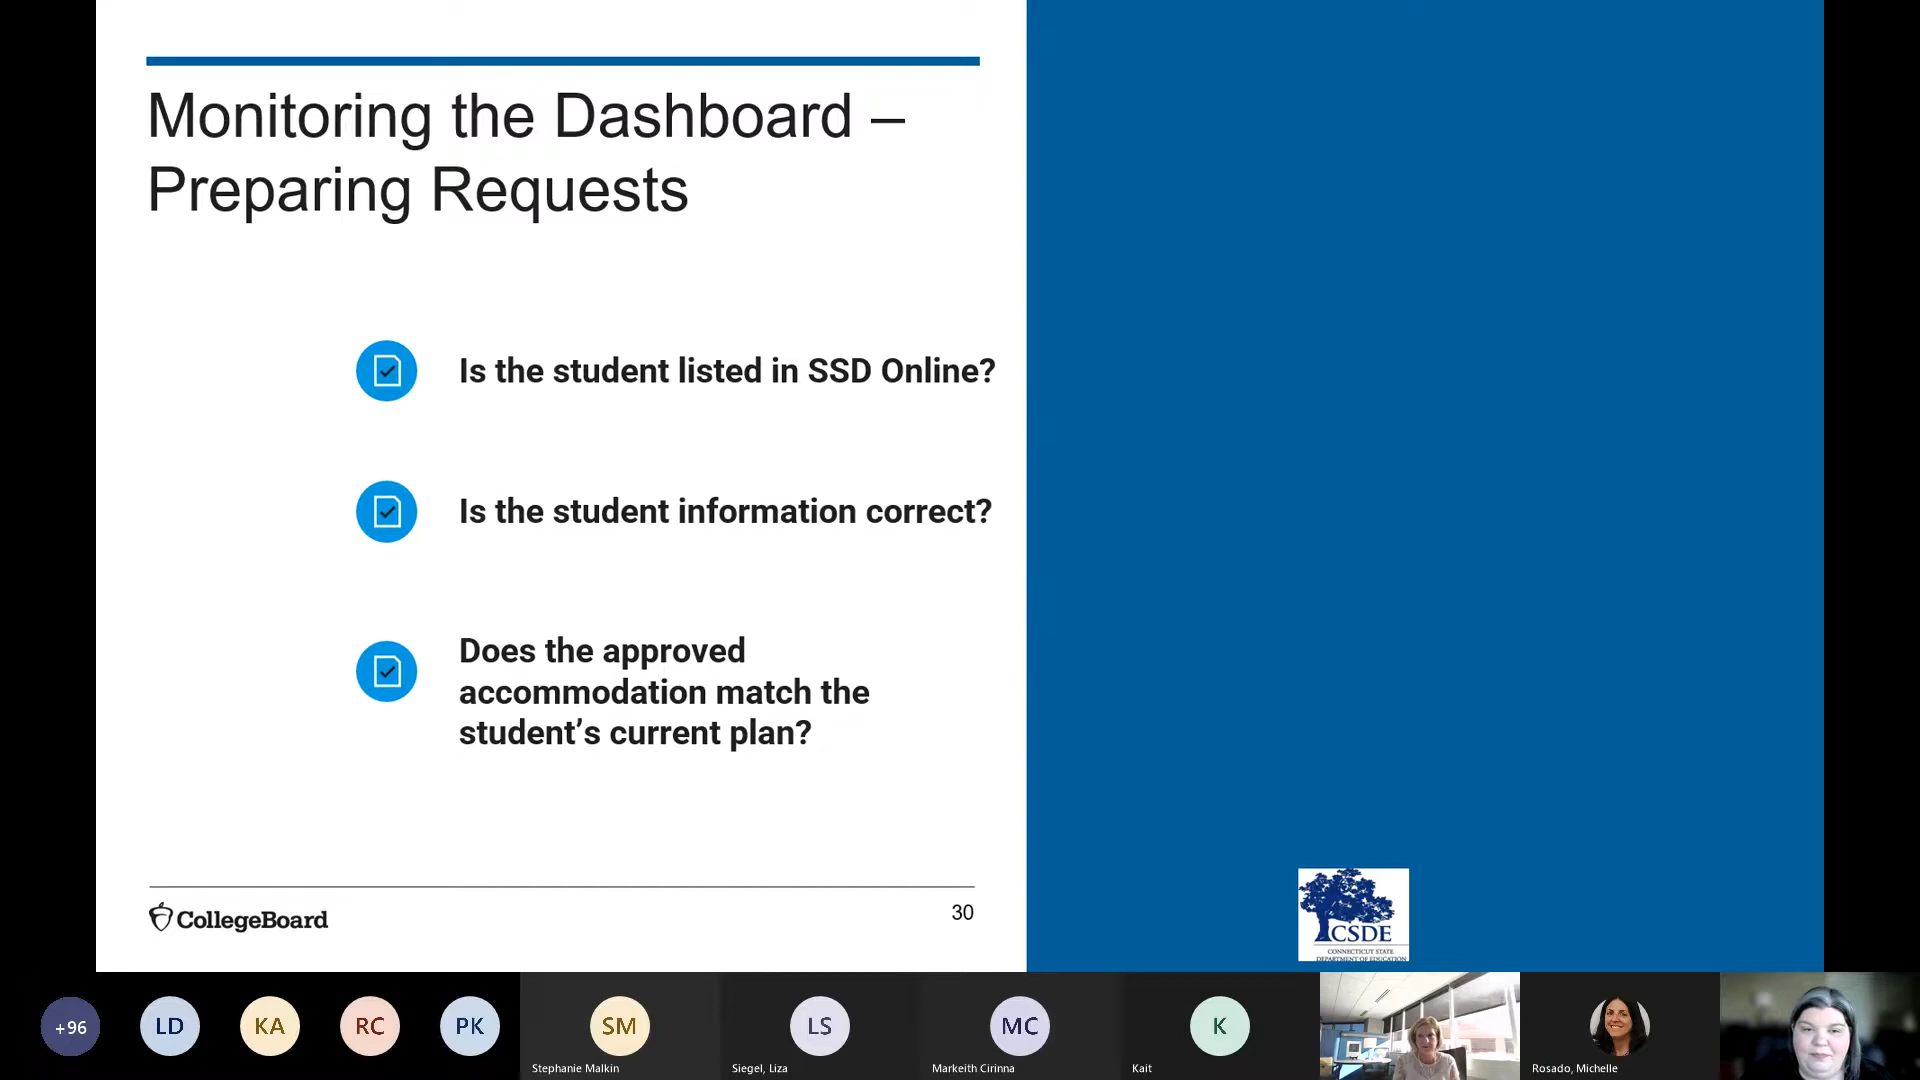 Monitoring the Dashboard –
Preparing Requests
Is the student listed in SSD Online?
Is the student information correct?
Does the approved
accommodation match the
student's current plan?
CollegeBoard
30
CSDE
CONNECTICUT STATE
DEPARTMENT OF EDUCATION
+96
LD
KA
RC
PK
SM
Stephanie Malkin
LS
Siegel, Liza
MC
Markeith Cirinna
K
Kait
Rosado, Michelle